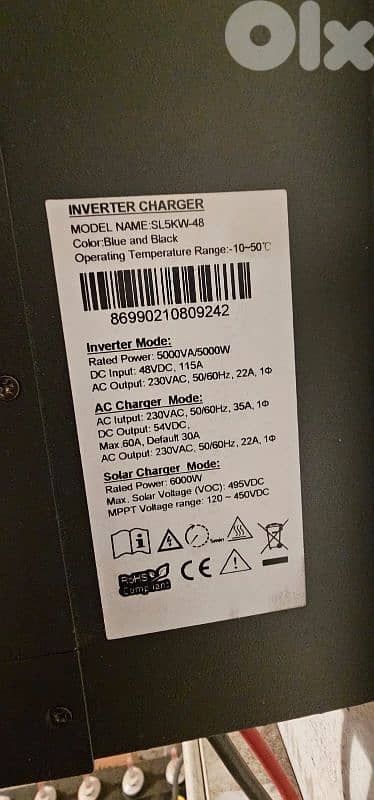 Olx
INVERTER CHARGER
MODEL NAME:SL5KW-48
Color:Blue and Black
Operating Temperature Range:-10~50℃
86990210809242
Inverter Mode:
Rated Power: 5000VA/5000W
DC Input: 48VDC, 115A
AC Output: 230VAC, 50/60Hz, 22A, 1Φ
AC Charger Mode:
AC Iutput: 230VAC, 50/60Hz, 35A, 1Φ
DC Output: 54VDC,
Max.60A, Default 30A
AC Output: 230VAC, 50/60Hz, 22A, 1Φ
Solar Charger Mode:
Rated Power: 6000W
Max. Solar Voltage (VOC): 495VDC
MPPT Voltage range: 120 ~ 450VDC
RoHS
Compliant
CE